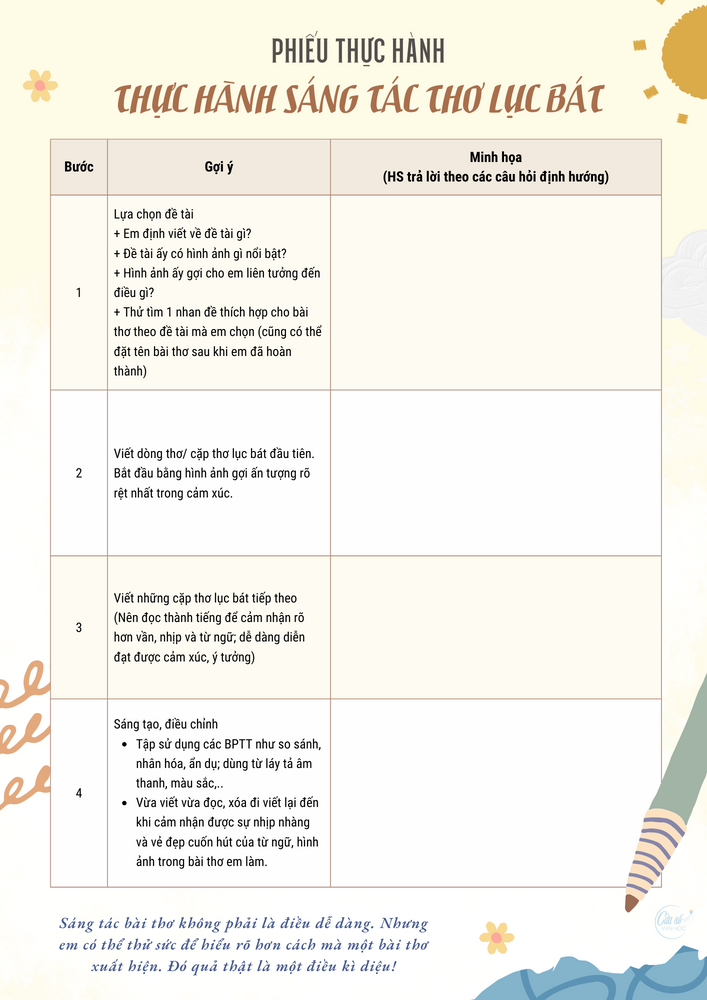 PHIẾU THỰC HÀNH
THỰC HÀNH SÁNG TÁC THƠ LỤC BÁT
Bước
Gợi ý
Minh họa
(HS trả lời theo các câu hỏi định hướng)
1
Lựa chọn đề tài
+ Em định viết về đề tài gì?
+ Đề tài ấy có hình ảnh gì nổi bật?
+ Hình ảnh ấy gợi cho em liên tưởng đến
điều gì?
+ Thử tìm 1 nhan đề thích hợp cho bài
thơ theo đề tài mà em chọn (cũng có thể
đặt tên bài thơ sau khi em đã hoàn
thành)
2
Viết dòng thơ/ cặp thơ lục bát đầu tiên.
Bắt đầu bằng hình ảnh gợi ấn tượng rõ
rệt nhất trong cảm xúc.
3
Viết những cặp thơ lục bát tiếp theo
(Nên đọc thành tiếng để cảm nhận rõ
hơn vần, nhịp và từ ngữ; dễ dàng diễn
đạt được cảm xúc, ý tưởng)
4
Sáng tạo, điều chỉnh
• Tập sử dụng các BPTT như so sánh,
nhân hóa, ẩn dụ; dùng từ láy tả âm
thanh, màu sắc,..
• Vừa viết vừa đọc, xóa đi viết lại đến
khi cảm nhận được sự nhịp nhàng
và vẻ đẹp cuốn hút của từ ngữ, hình
ảnh trong bài thơ em làm.
Sáng tác bài thơ không phải là điều dễ dàng. Nhưng
em có thể thử sức để hiểu rõ hơn cách mà một bài thơ
xuất hiện. Đó quả thật là một điều kì diệu!